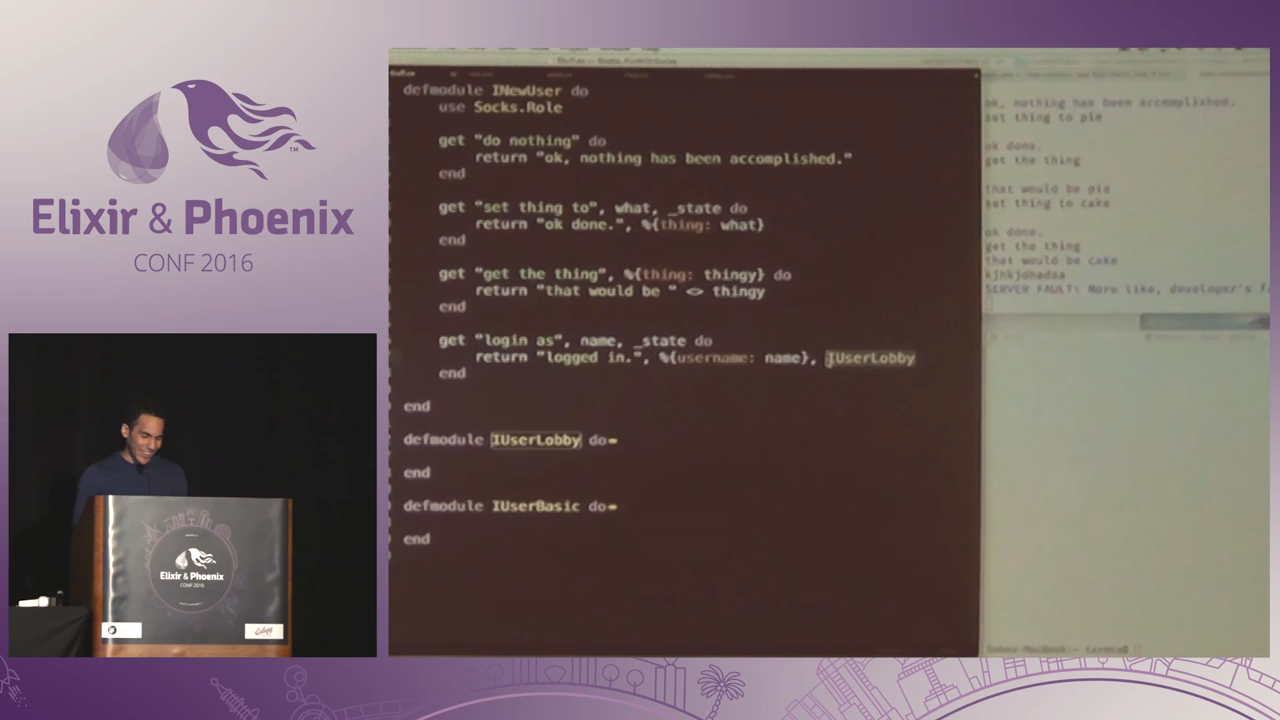 Elixir & Phoenix
TM
CONF 2016
defmodule INewUser do
use Socks.Role
get "do nothing" do
return "ok, nothing has been accomplished."
end
get "set thing to", what, _state do
return "ok done.", %{thing: what}
end
get "get the thing", %{thing: thingy} do
return "that would be " <> thingy
end
get "login as", name, _state do
return "logged in.", %{username: name}, IUserLobby
end
end
defmodule IUserLobby do
end
defmodule IUserBasic do
end
ok, nothing has been accomplished.
set thing to pie
ok done.
get the thing
that would be pie
set thing to cake
ok done.
get the thing
that would be cake
kjhkjdhadsa
SERVER FAULT: More like, developer's fa
Elixir & Phoenix
CONF 2016